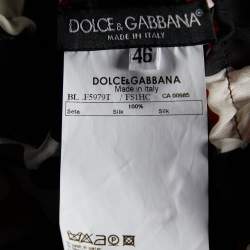 DOLCE & GABBANA
MADE IN ITALY
46
DOLCE&GABBANA
Made in Italy
BL .F5979T / FS1HC CA 00985
100%
Seta Silk Silk